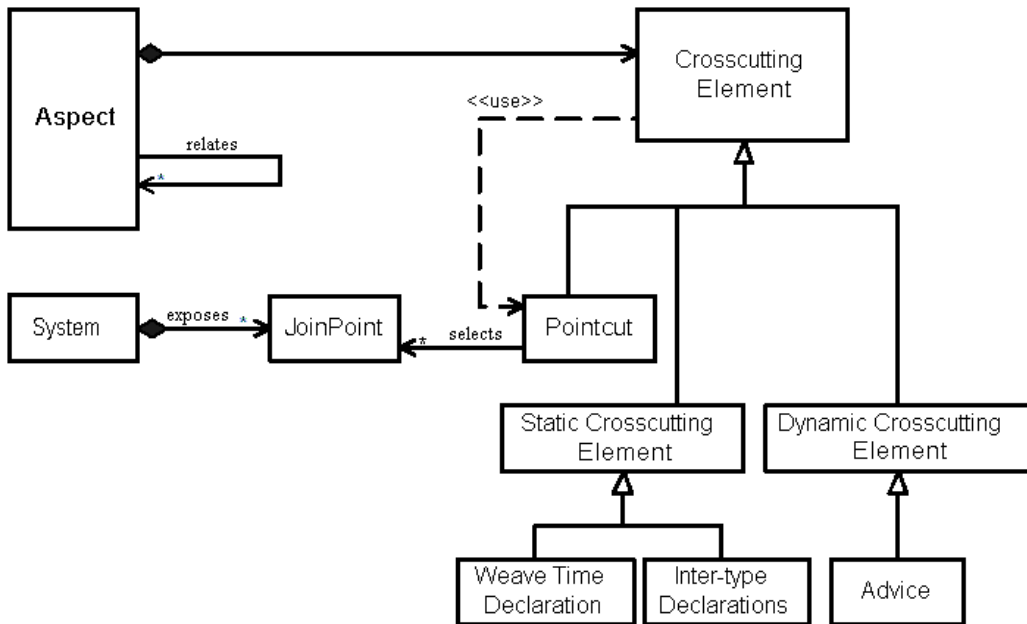 Crosscutting
Element
<<use>>
Aspect
relates
*
System
exposes
*
JoinPoint
*
selects
Pointcut
Static Crosscutting
Element
Dynamic Crosscutting
Element
Weave Time
Declaration
Inter-type
Declarations
Advice